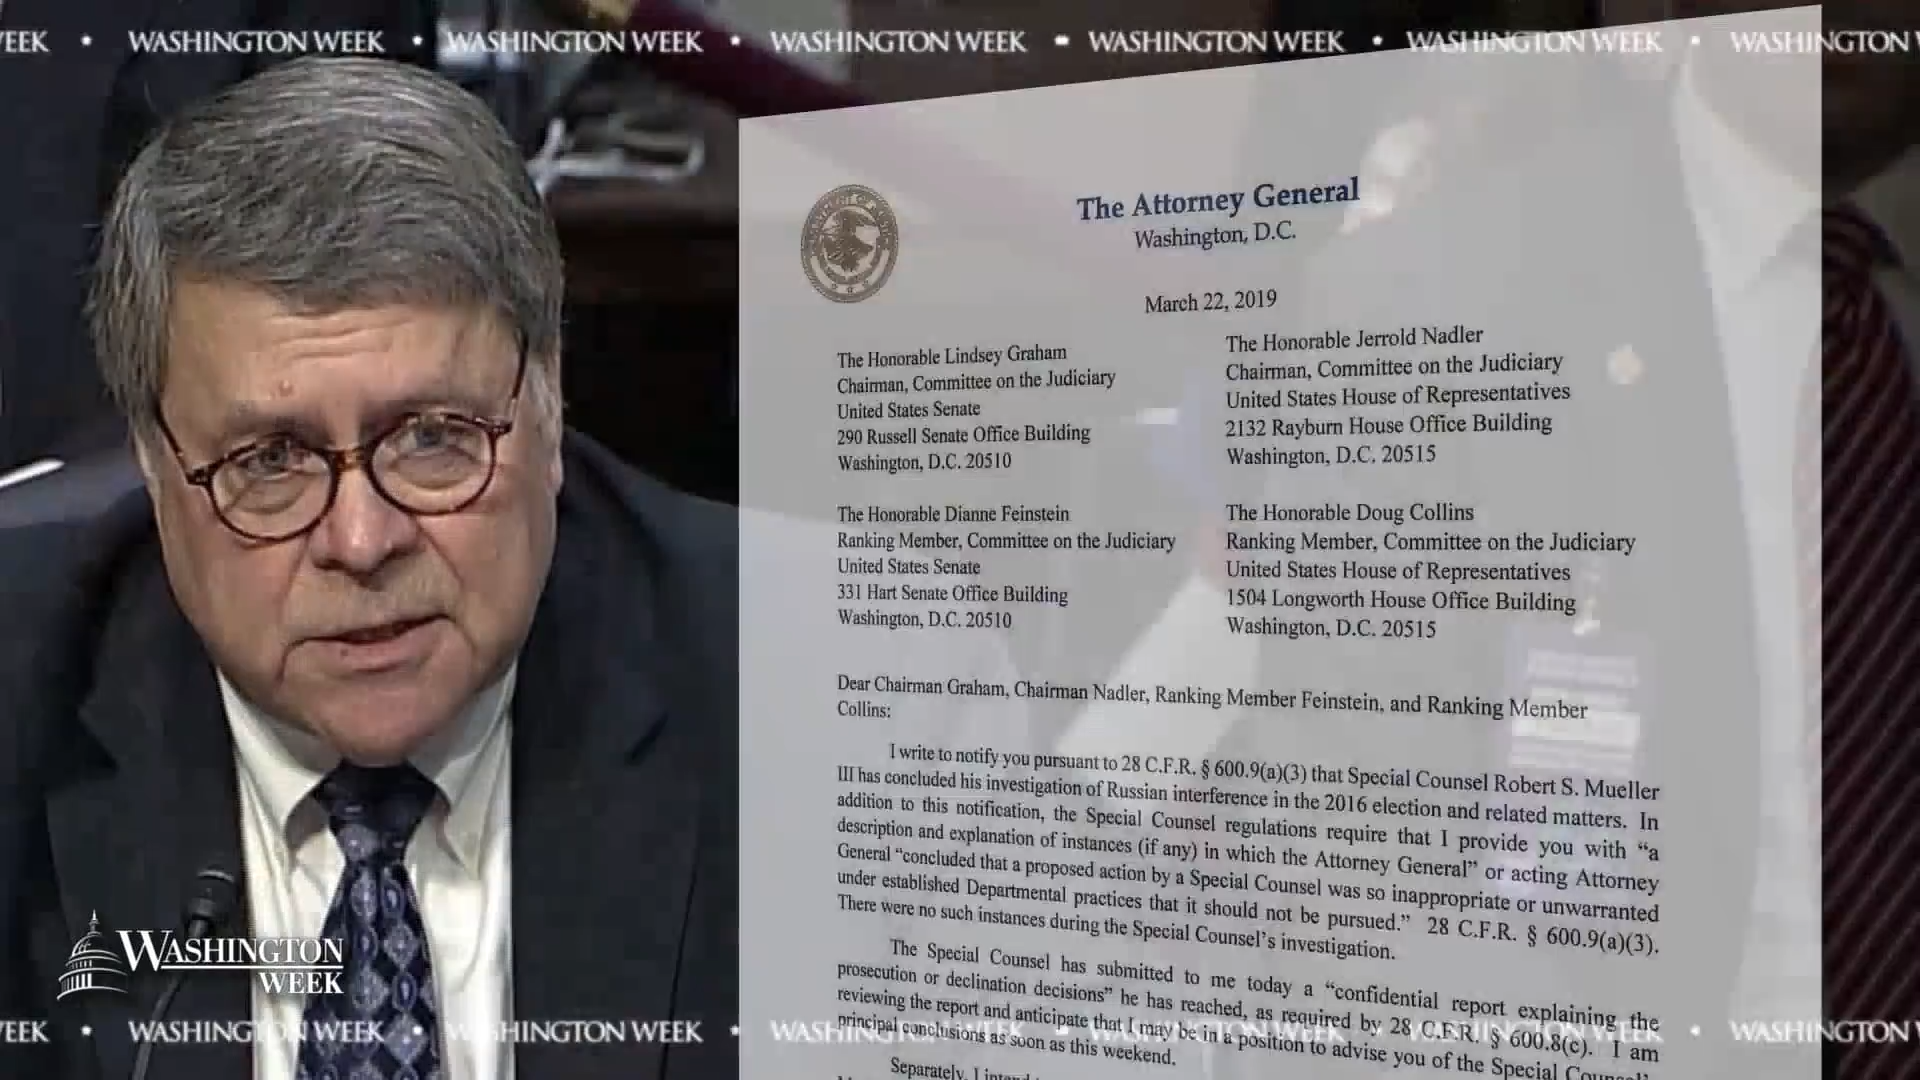 EEK • WASHINGTON WEEK • WASHINGTON WEEK • WASHINGTON WEEK • WASHINGTON WEEK • WASHINGTON WEEK • WASHINGTON
The Attorney General
Washington, D.C.
March 22, 2019
The Honorable Lindsey Graham
Chairman, Committee on the Judiciary
United States Senate
290 Russell Senate Office Building
Washington, D.C. 20510
The Honorable Jerrold Nadler
Chairman, Committee on the Judiciary
United States House of Representatives
2132 Rayburn House Office Building
Washington, D.C. 20515
The Honorable Dianne Feinstein
Ranking Member, Committee on the Judiciary
United States Senate
331 Hart Senate Office Building
Washington, D.C. 20510
The Honorable Doug Collins
Ranking Member, Committee on the Judiciary
United States House of Representatives
1504 Longworth House Office Building
Washington, D.C. 20515
Dear Chairman Graham, Chairman Nadler, Ranking Member Feinstein, and Ranking Member
Collins:
I write to notify you pursuant to 28 C.F.R. § 600.9(a)(3) that Special Counsel Robert S. Mueller
III has concluded his investigation of Russian interference in the 2016 election and related matters. In
addition to this notification, the Special Counsel regulations require that I provide you with “a
description and explanation of instances (if any) in which the Attorney General” or acting Attorney
General “concluded that a proposed action by a Special Counsel was so inappropriate or unwarranted
under established Departmental practices that it should not be pursued.” 28 C.F.R. § 600.9(a)(3).
There were no such instances during the Special Counsel’s investigation.
The Special Counsel has submitted to me today a “confidential report explaining the
prosecution or declination decisions” he has reached, as required by 28 C.F.R. § 600.8(c). I am
reviewing the report and anticipate that I may be in a position to advise you of the Special Counsel’
principal conclusions as soon as this weekend.
Separately, I
WASHINGTON
WEEK
EEK • WASHINGTON WEEK • WASHINGTON WEEK • WASHINGTON WEEK • WASHINGTON